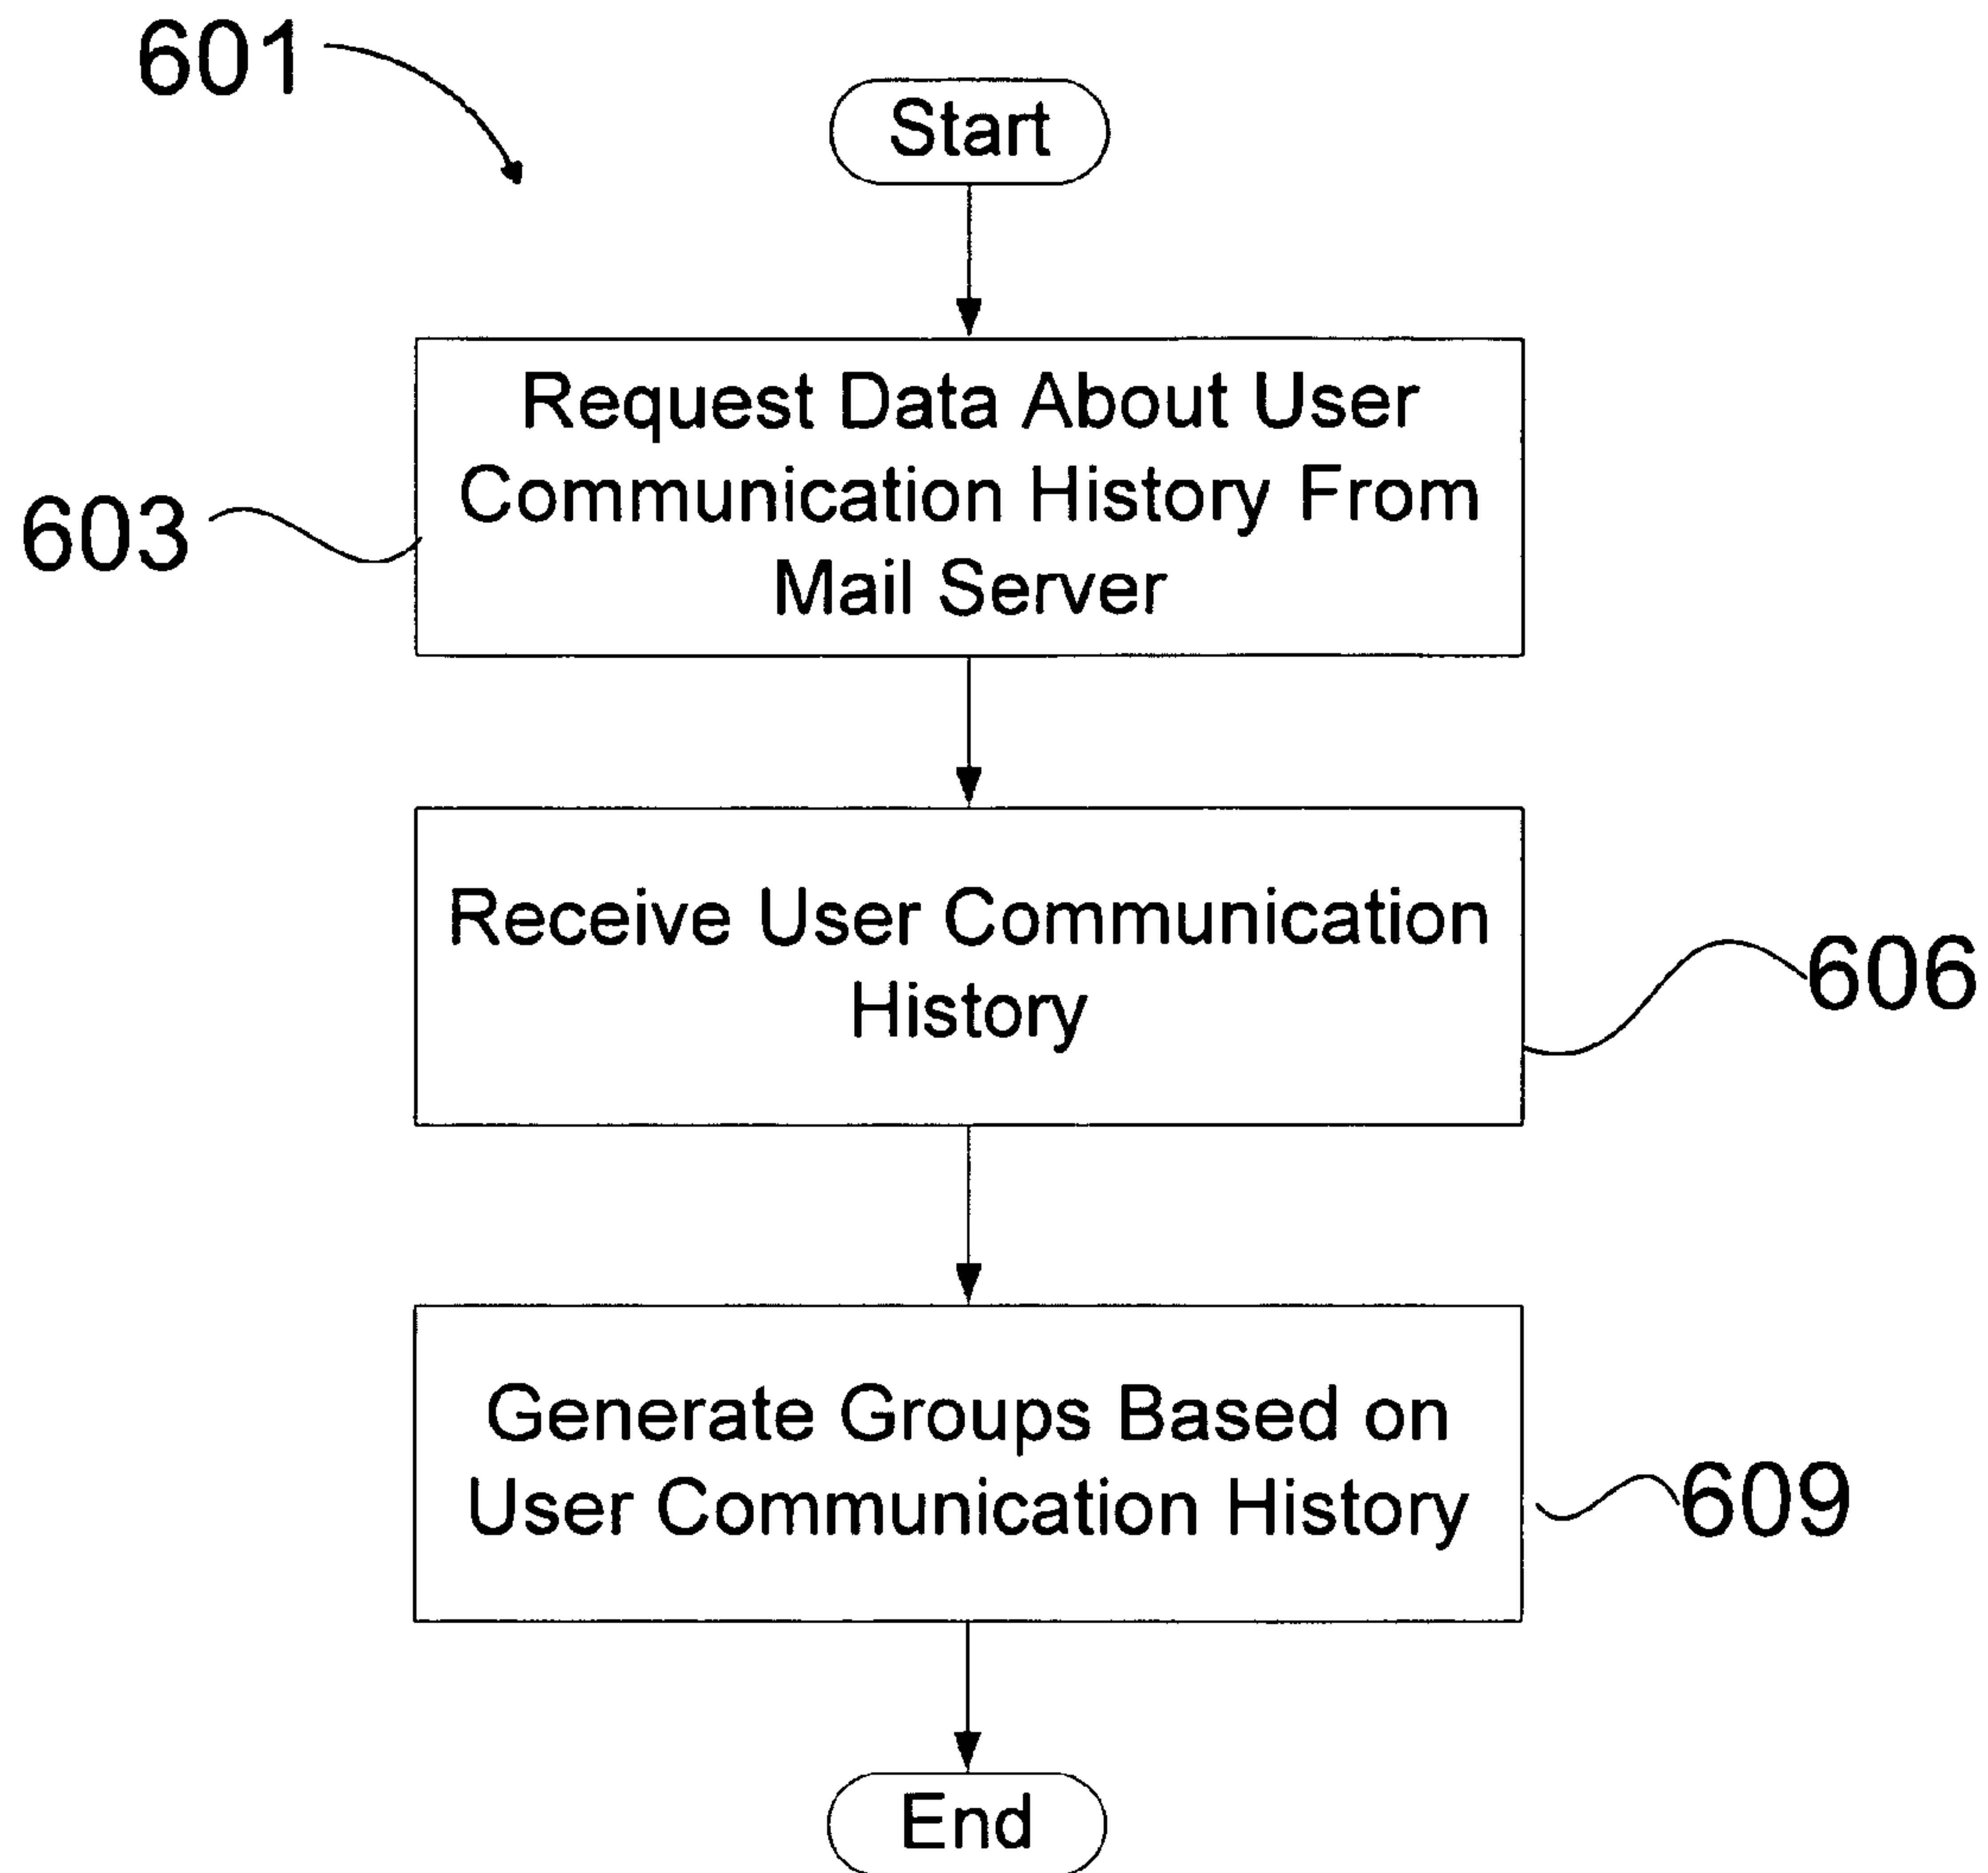 601
Start
Request Data About User
Communication History From
Mail Server
603
Receive User Communication
History
606
Generate Groups Based on
User Communication History
609
End